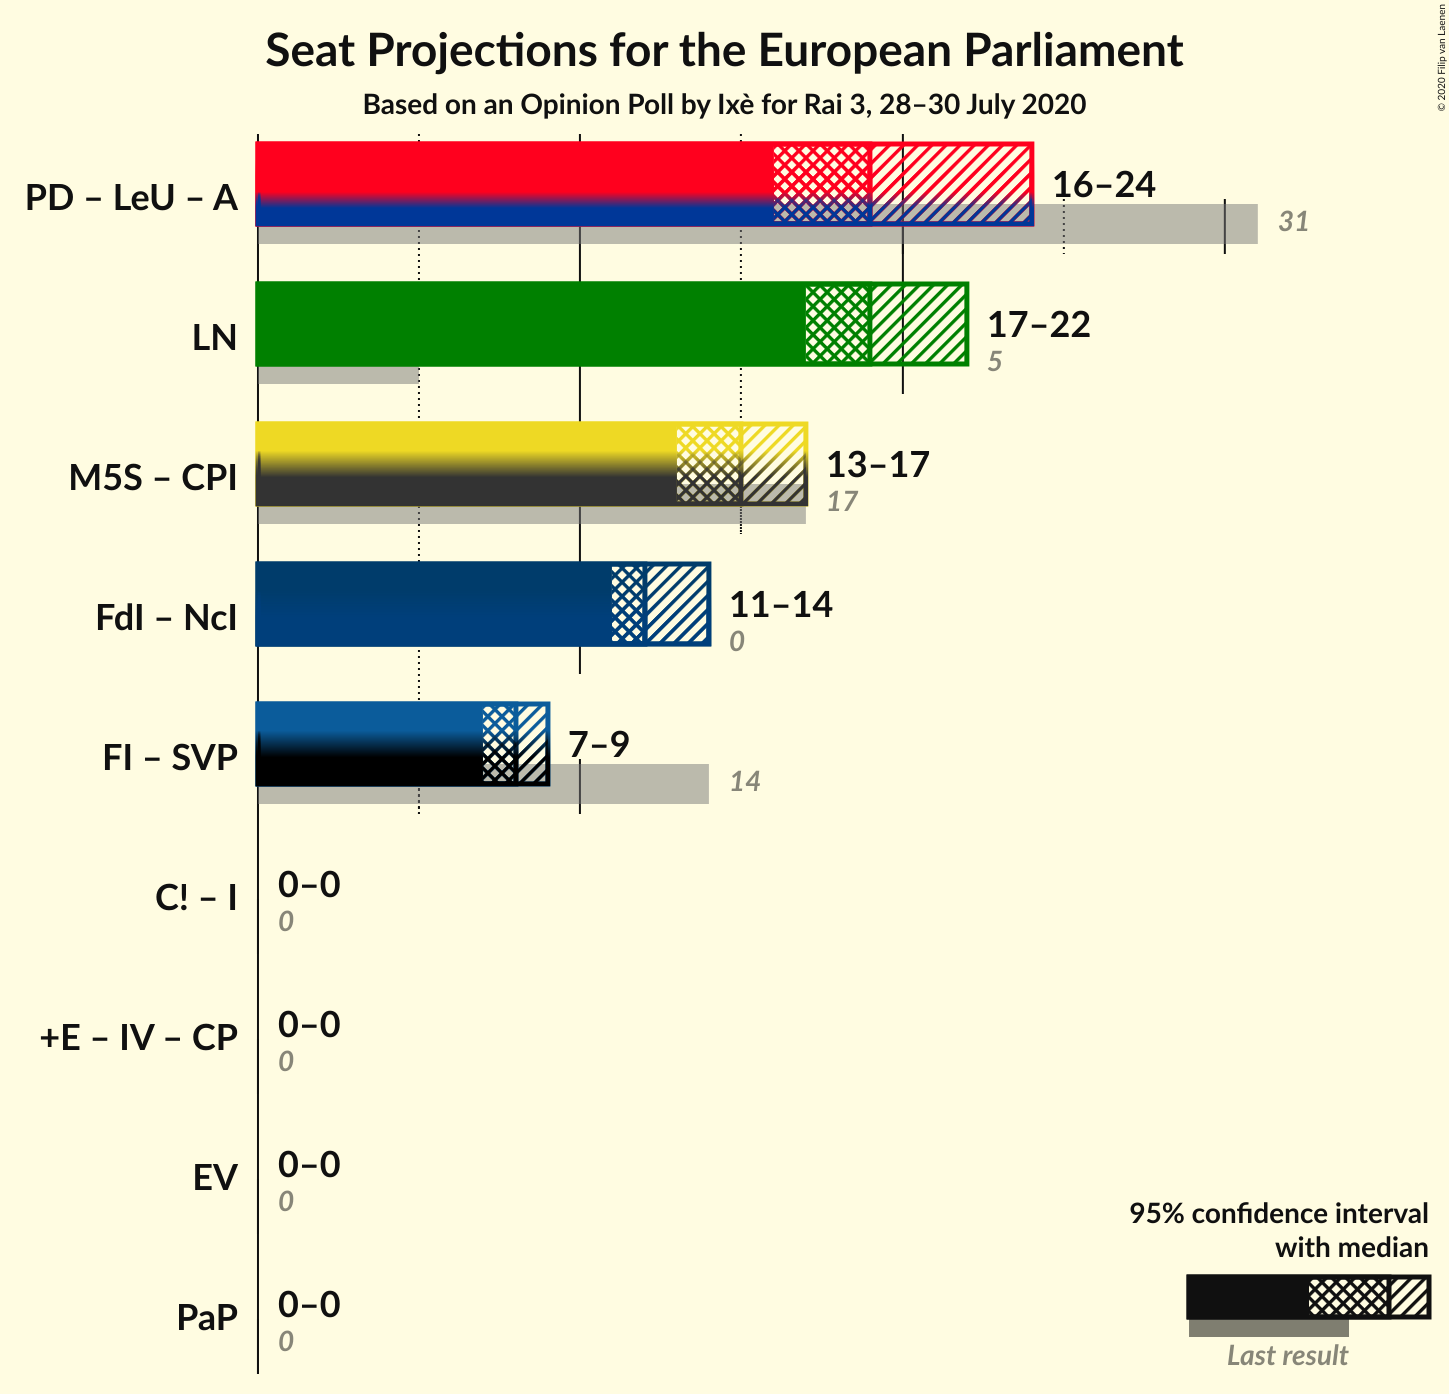 Seat Projections for the European Parliament
Based on an Opinion Poll by Ixè for Rai 3, 28–30 July 2020
© 2020 Filip van Laenen
PD – LeU – A
16–24
31
LN
17–22
5
M5S – CPI
13–17
17
FdI – NcI
11–14
0
FI – SVP
7–9
14
C! – I
0–0
0
+E – IV – CP
0–0
0
EV
0–0
0
PaP
0–0
0
95% confidence interval
with median
Last result